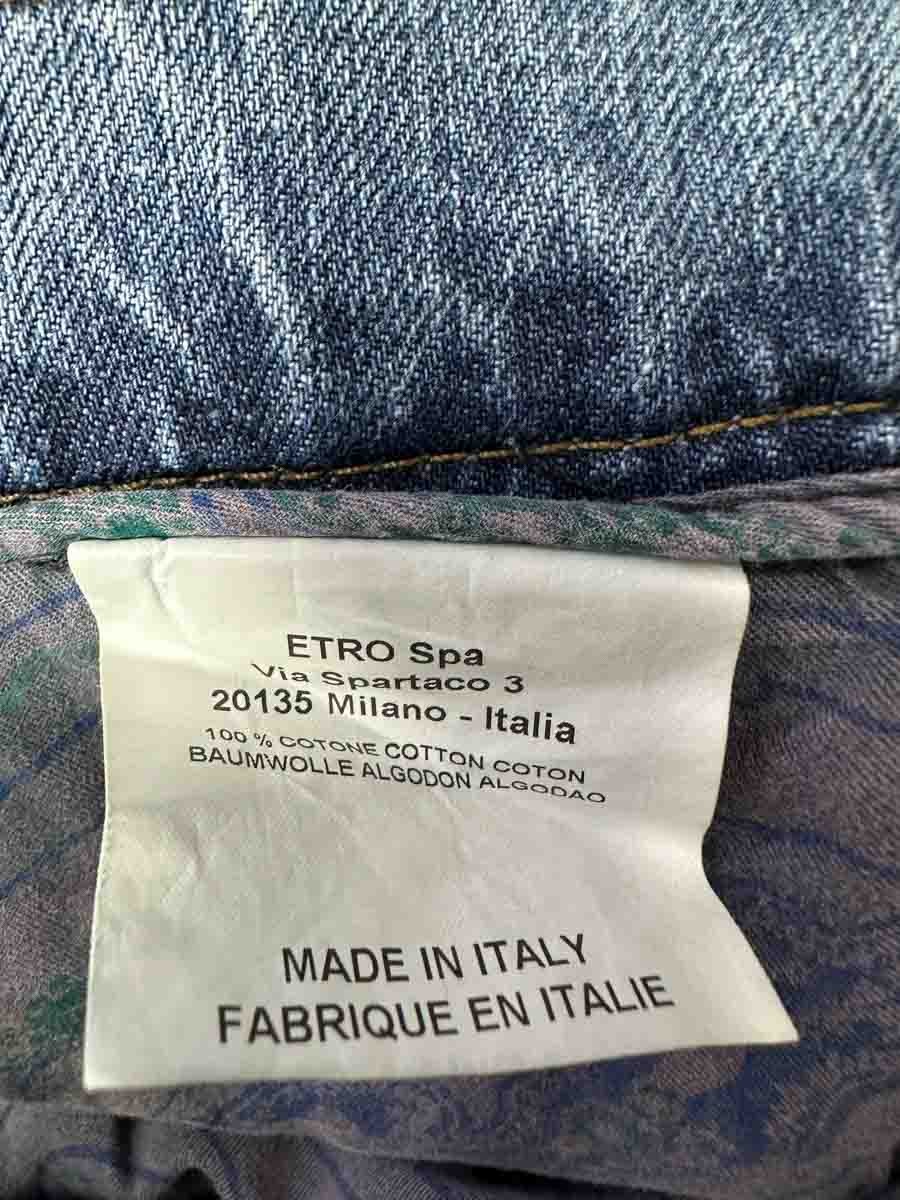 ETRO Spa
Via Spartaco 3
20135 Milano - Italia
100 % COTONE COTTON COTON
BAUMWOLLE ALGODON ALGODAO
MADE IN ITALY
FABRIQUE EN ITALIE